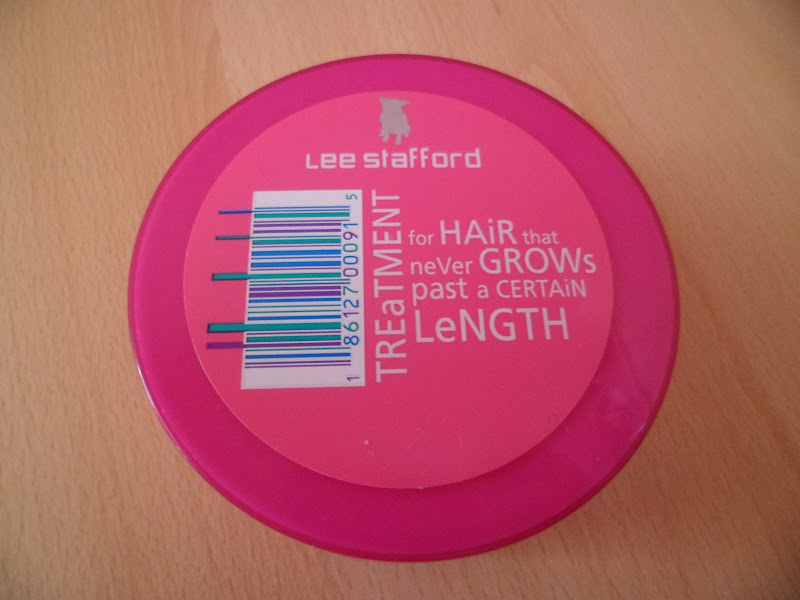 Lee stafford
TREaTMENT
for HAiR that
neVer GROWs
past a CERTAiN
LeNGTH
1 86127 00091 5